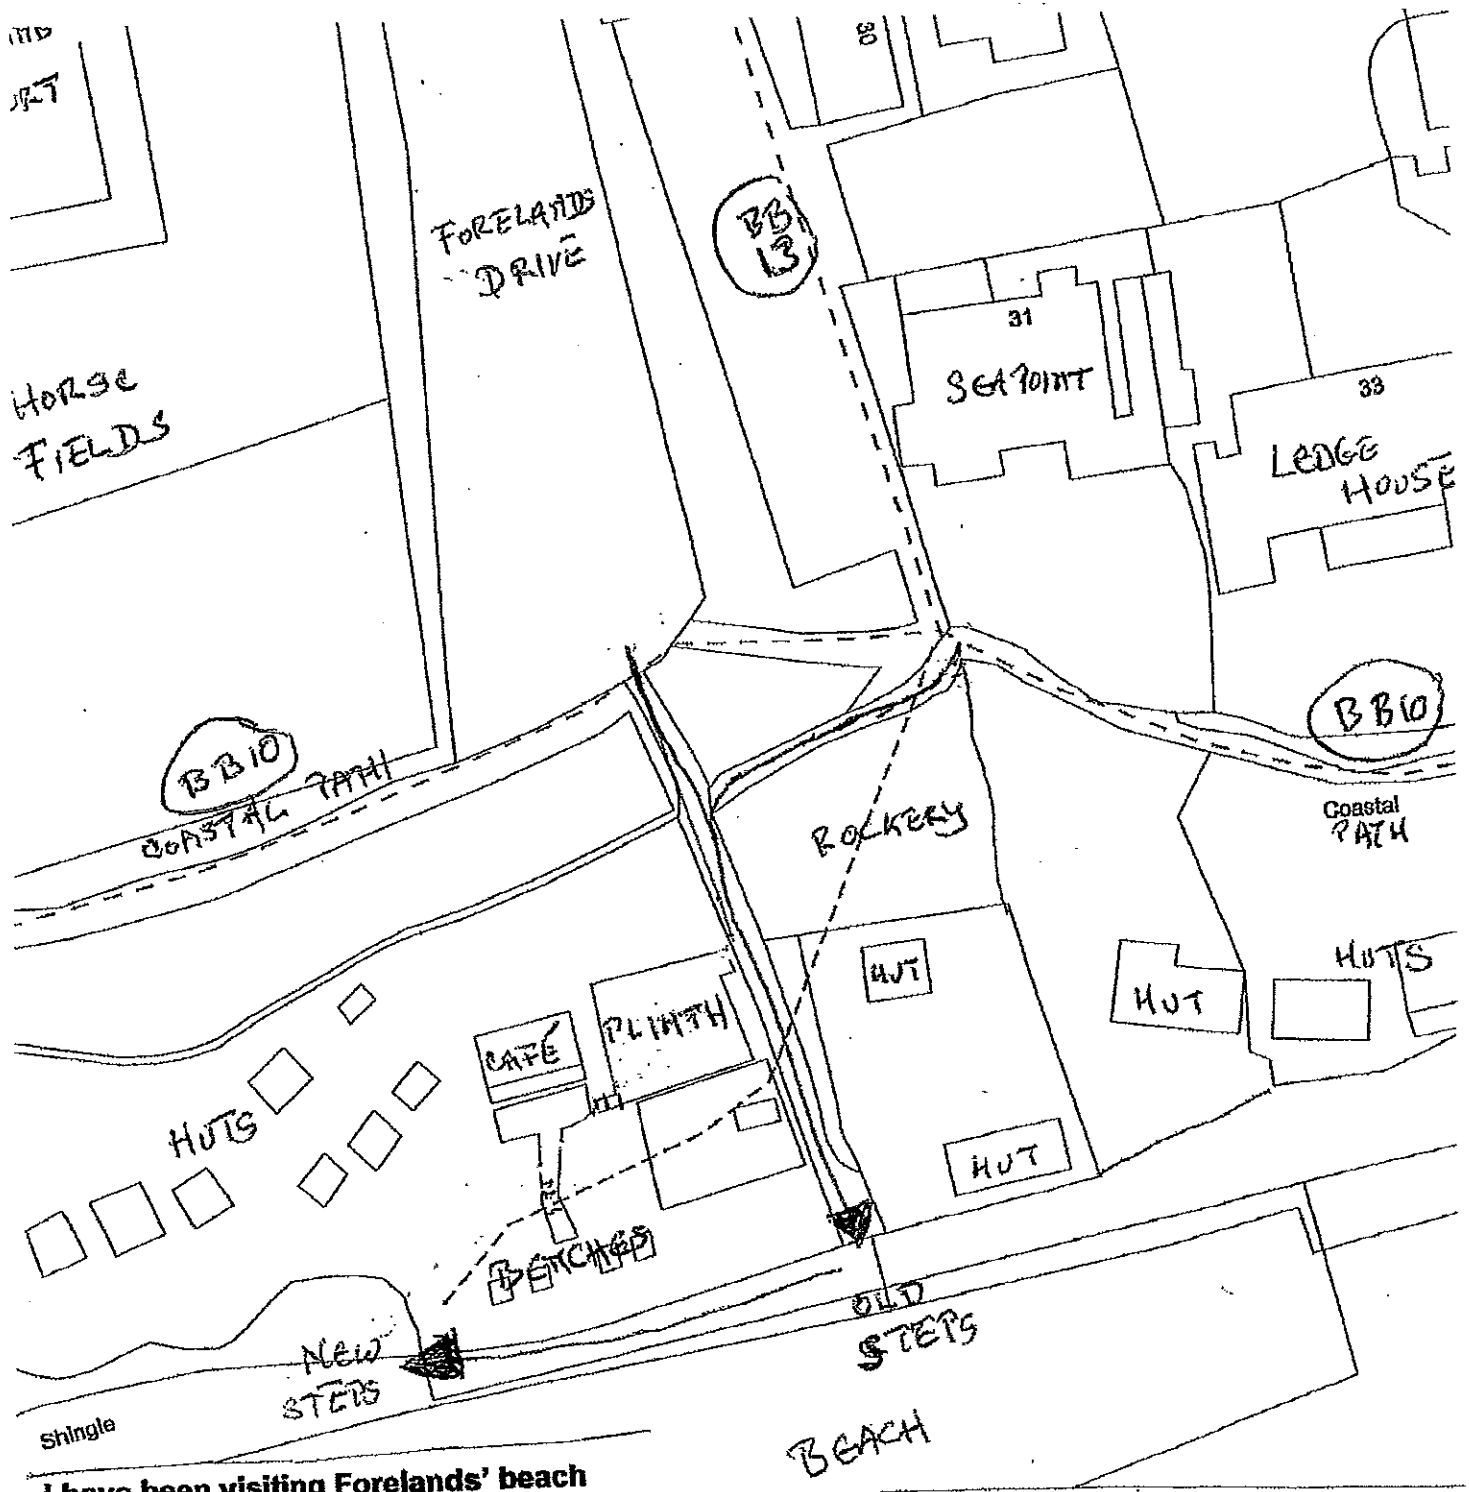 30
FORELANDS
DRIVE
BB
13
31
SEAPOINT
33
LEDGE
HOUSE
HORSE
FIELDS
BB10
COASTAL PATH
BB10
Coastal
PATH
ROCKERY
HUT
HUT
HUTS
PLINTH
CAFÉ
HUTS
HUT
BENCHES
OLD
STEPS
NEW
STEPS
Shingle
BEACH
I have been visiting Forelands' beach